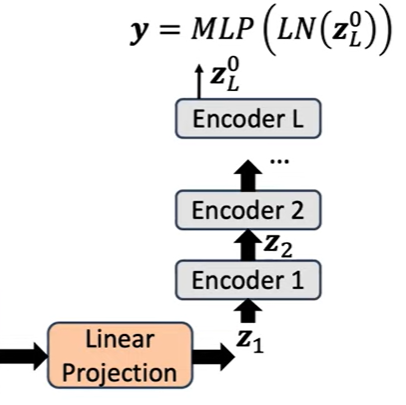 y = MLP(LN(z_L^0))
z_L^0
Encoder L
...
Encoder 2
z_2
Encoder 1
z_1
Linear
Projection